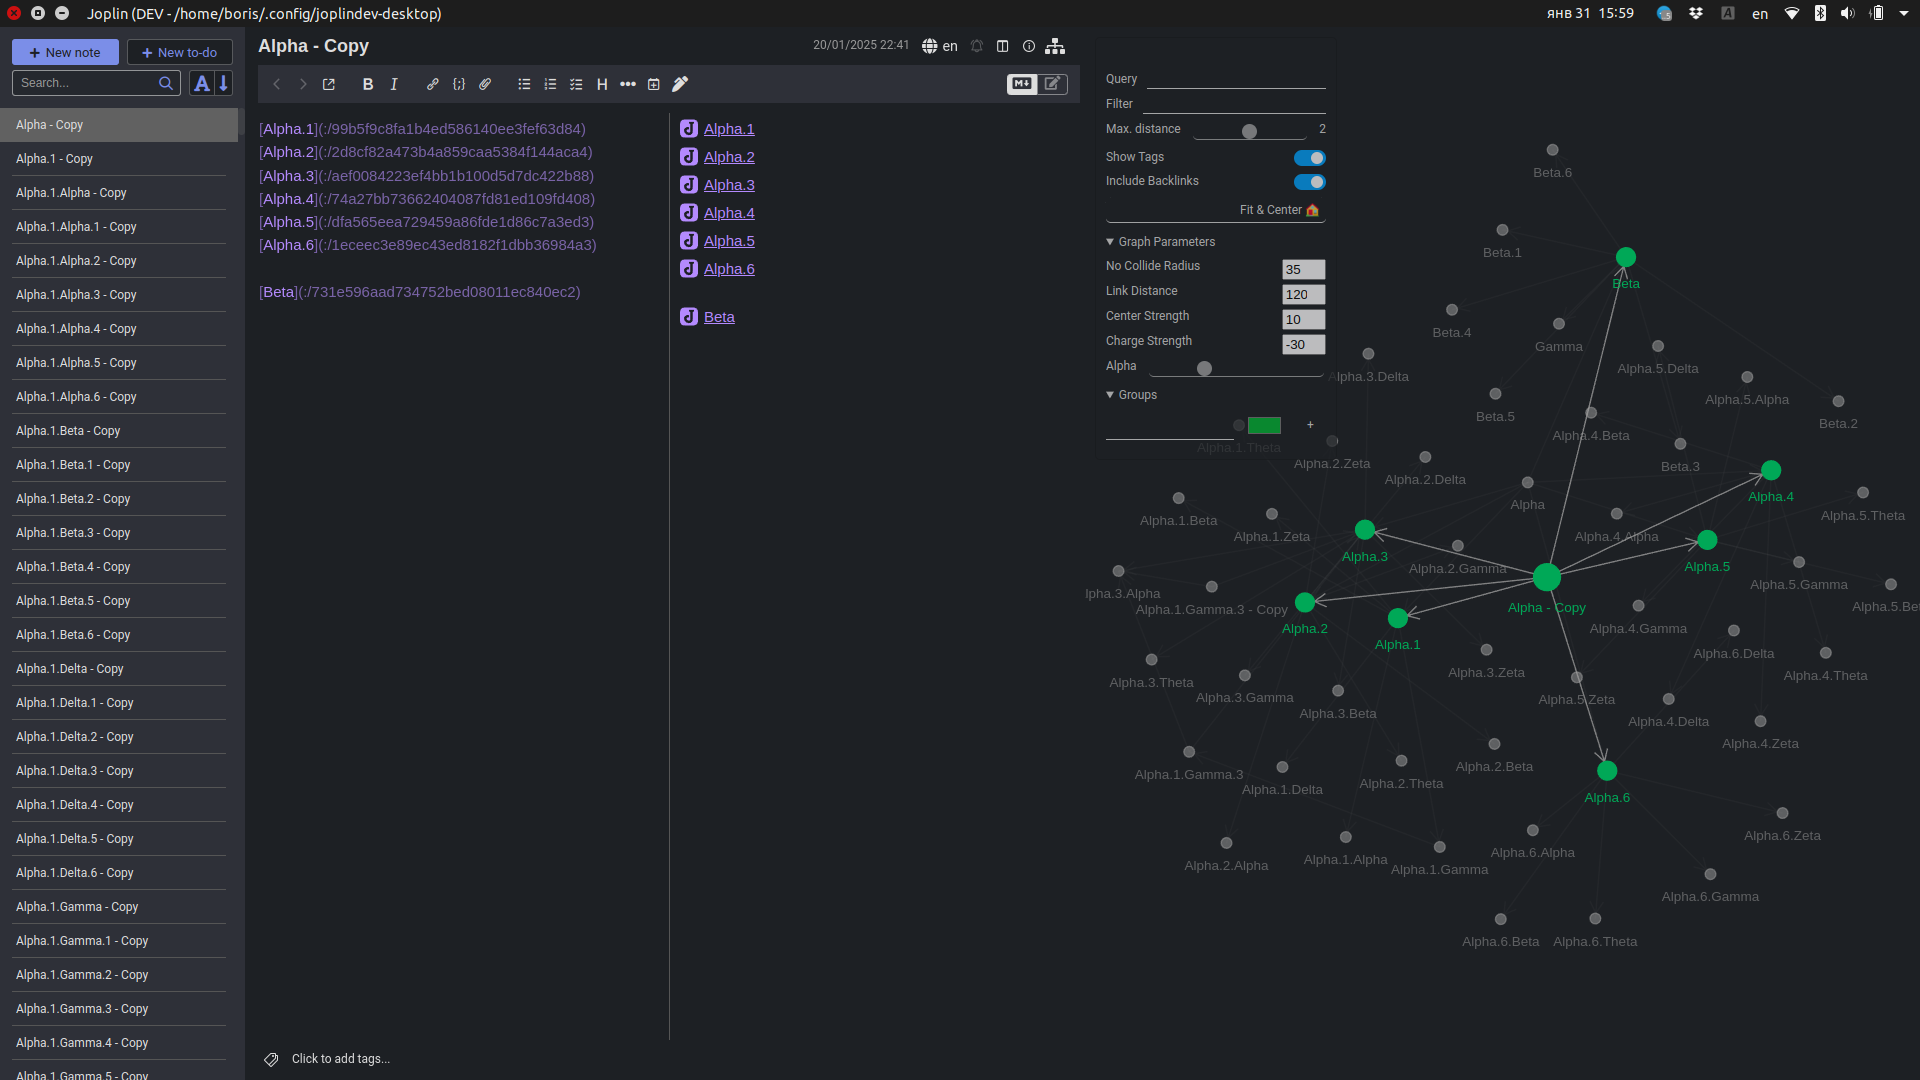 Joplin (DEV - /home/boris/.config/joplindev-desktop)
янв 31 15:59
en
New note
New to-do
Search...
Alpha - Copy
Alpha.1 - Copy
Alpha.1.Alpha - Copy
Alpha.1.Alpha.1 - Copy
Alpha.1.Alpha.2 - Copy
Alpha.1.Alpha.3 - Copy
Alpha.1.Alpha.4 - Copy
Alpha.1.Alpha.5 - Copy
Alpha.1.Alpha.6 - Copy
Alpha.1.Beta - Copy
Alpha.1.Beta.1 - Copy
Alpha.1.Beta.2 - Copy
Alpha.1.Beta.3 - Copy
Alpha.1.Beta.4 - Copy
Alpha.1.Beta.5 - Copy
Alpha.1.Beta.6 - Copy
Alpha.1.Delta - Copy
Alpha.1.Delta.1 - Copy
Alpha.1.Delta.2 - Copy
Alpha.1.Delta.3 - Copy
Alpha.1.Delta.4 - Copy
Alpha.1.Delta.5 - Copy
Alpha.1.Delta.6 - Copy
Alpha.1.Gamma - Copy
Alpha.1.Gamma.1 - Copy
Alpha.1.Gamma.2 - Copy
Alpha.1.Gamma.3 - Copy
Alpha.1.Gamma.4 - Copy
Alpha.1.Gamma.5 - Copy
Alpha - Copy
20/01/2025 22:41
en
[Alpha.1](:/99b5f9c8fa1b4ed586140ee3fef63d84)
[Alpha.2](:/2d8cf82a473b4a859caa5384f144aca4)
[Alpha.3](:/aef0084223ef4bb1b100d5d7dc422b88)
[Alpha.4](:/74a27bb73662404087fd81ed109fd408)
[Alpha.5](:/dfa565eea729459a86fde1d86c7a3ed3)
[Alpha.6](:/1eceec3e89ec43ed8182f1dbb36984a3)
[Beta](:/731e596aad734752bed08011ec840ec2)
Alpha.1
Alpha.2
Alpha.3
Alpha.4
Alpha.5
Alpha.6
Beta
Click to add tags...
Query
Filter
Max. distance 2
Show Tags
Include Backlinks
Fit & Center
Graph Parameters
No Collide Radius 35
Link Distance 120
Center Strength 10
Charge Strength -30
Alpha
Groups
+
Beta.6
Beta.1
Beta
Beta.4
Gamma
Alpha.5.Delta
Alpha.3.Delta
Alpha.5.Alpha
Beta.5
Beta.2
Alpha.4.Beta
Alpha.1.Theta
Alpha.2.Zeta
Beta.3
Alpha.2.Delta
Alpha.4
Alpha
Alpha.5.Theta
Alpha.1.Beta
Alpha.1.Zeta
Alpha.4.Alpha
Alpha.3
Alpha.2.Gamma
Alpha.5
Alpha.5.Gamma
lpha.3.Alpha
Alpha.1.Gamma.3 - Copy
Alpha - Copy
Alpha.5.Be
Alpha.2
Alpha.4.Gamma
Alpha.1
Alpha.6.Delta
Alpha.3.Zeta
Alpha.4.Theta
Alpha.3.Theta
Alpha.3.Gamma
Alpha.5.Zeta
Alpha.3.Beta
Alpha.4.Delta
Alpha.4.Zeta
Alpha.2.Beta
Alpha.1.Gamma.3
Alpha.2.Theta
Alpha.1.Delta
Alpha.6
Alpha.6.Zeta
Alpha.6.Alpha
Alpha.1.Alpha
Alpha.2.Alpha
Alpha.1.Gamma
Alpha.6.Gamma
Alpha.6.Beta
Alpha.6.Theta